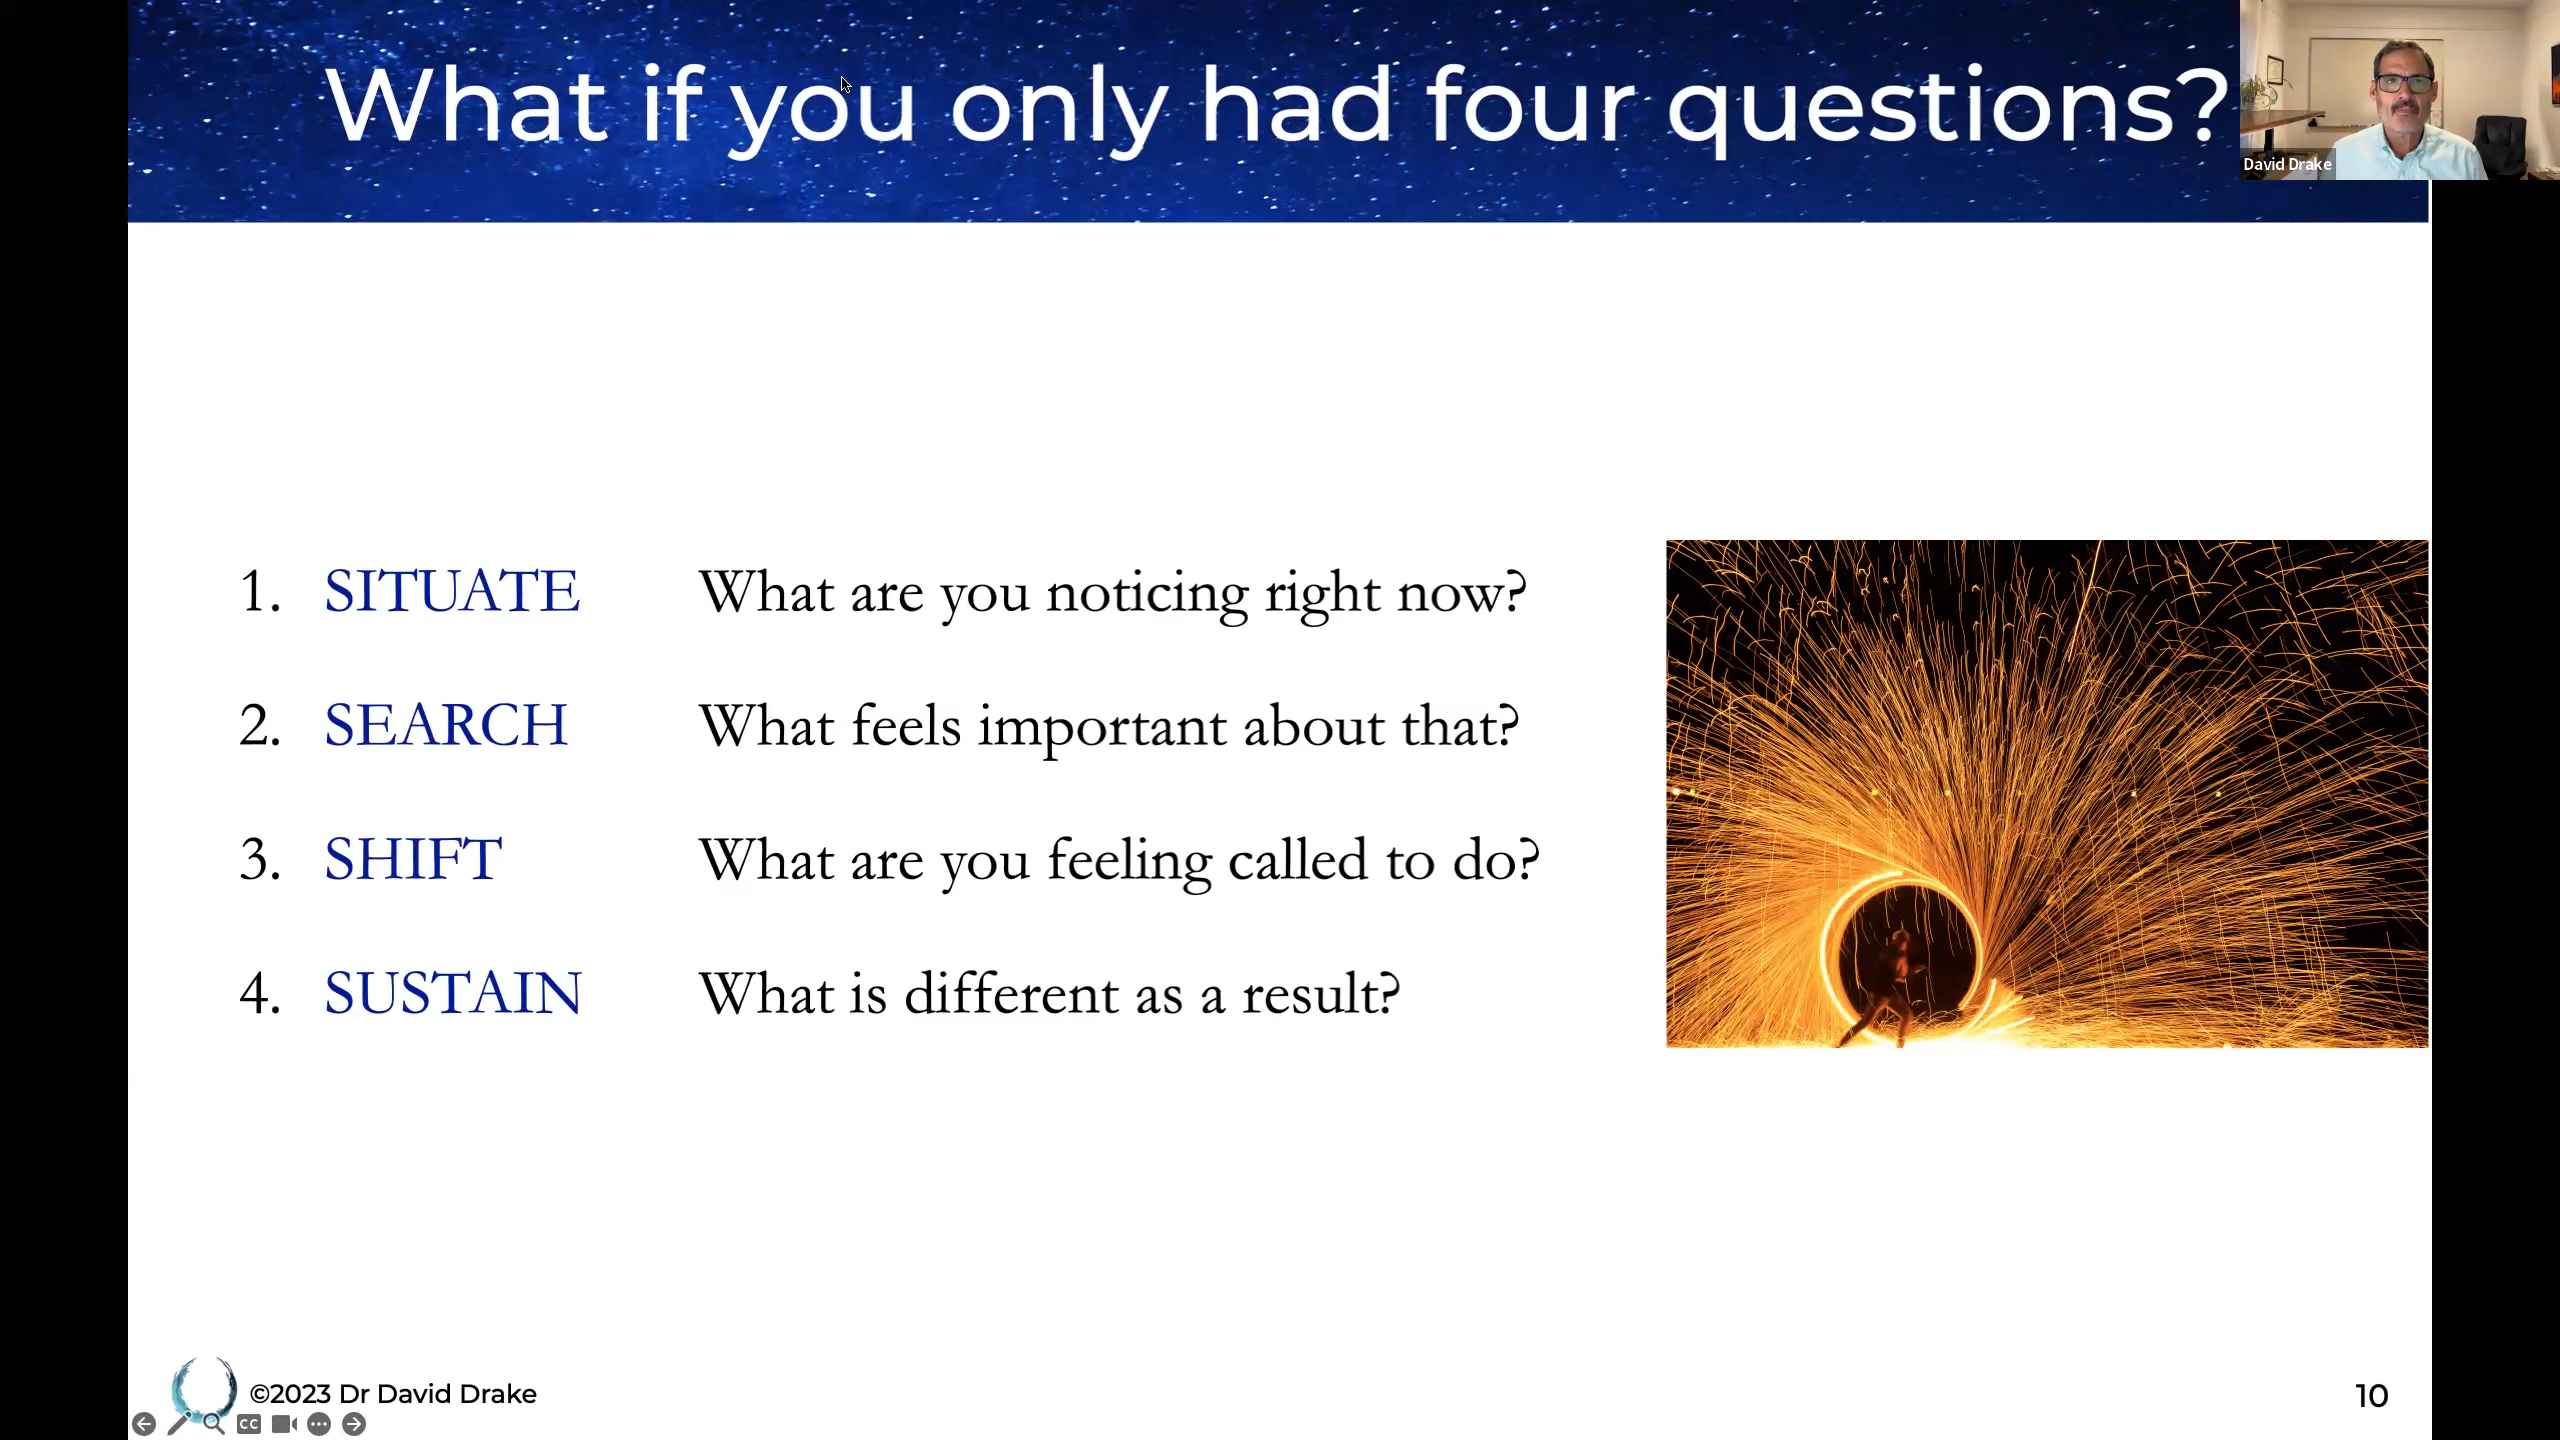 What if you only had four questions?
David Drake
1. SITUATE What are you noticing right now?
2. SEARCH What feels important about that?
3. SHIFT What are you feeling called to do?
4. SUSTAIN What is different as a result?
©2023 Dr David Drake
10
CC